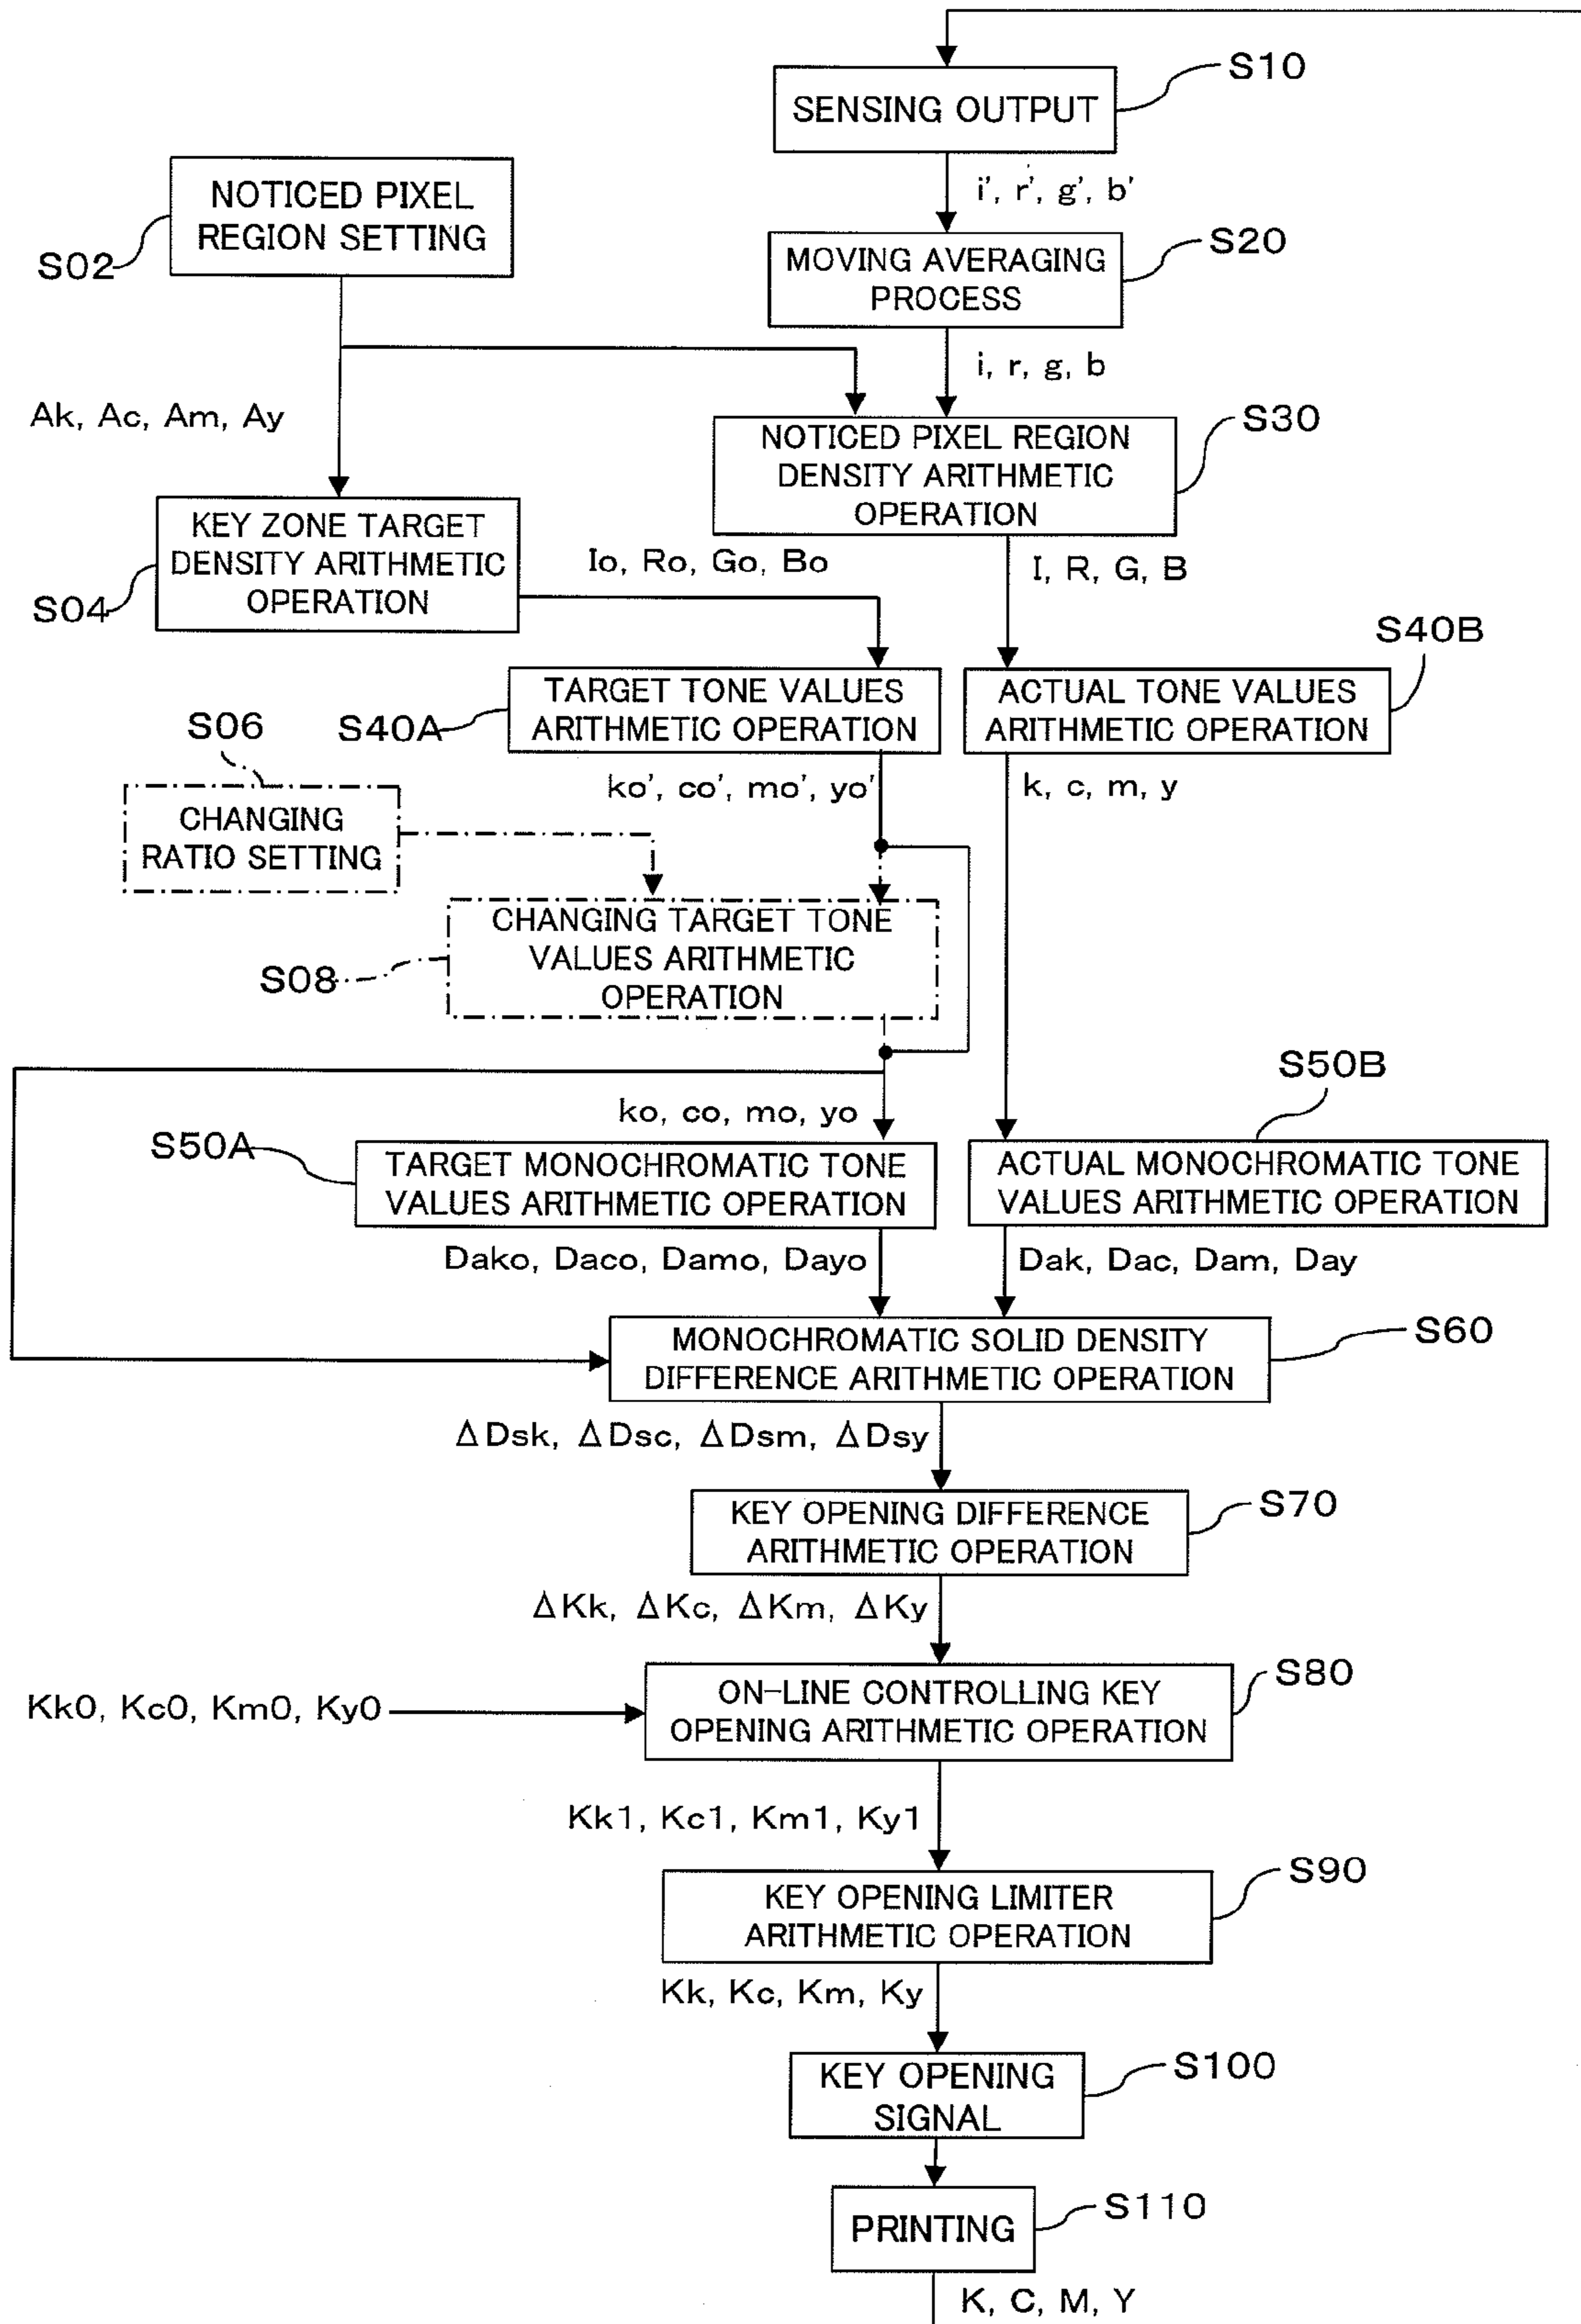 S10
SENSING OUTPUT
i', r', g', b'
NOTICED PIXEL
REGION SETTING
S02
S20
MOVING AVERAGING
PROCESS
i, r, g, b
Ak, Ac, Am, Ay
S30
NOTICED PIXEL REGION
DENSITY ARITHMETIC
OPERATION
KEY ZONE TARGET
DENSITY ARITHMETIC
OPERATION
S04
Io, Ro, Go, Bo
I, R, G, B
S40B
TARGET TONE VALUES
ARITHMETIC OPERATION
S40A
ACTUAL TONE VALUES
ARITHMETIC OPERATION
S06
ko', co', mo', yo'
k, c, m, y
CHANGING
RATIO SETTING
CHANGING TARGET TONE
VALUES ARITHMETIC
OPERATION
S08
S50B
ko, co, mo, yo
S50A
TARGET MONOCHROMATIC TONE
VALUES ARITHMETIC OPERATION
ACTUAL MONOCHROMATIC TONE
VALUES ARITHMETIC OPERATION
Dako, Daco, Damo, Dayo
Dak, Dac, Dam, Day
S60
MONOCHROMATIC SOLID DENSITY
DIFFERENCE ARITHMETIC OPERATION
ΔDsk, ΔDsc, ΔDsm, ΔDsy
S70
KEY OPENING DIFFERENCE
ARITHMETIC OPERATION
ΔKk, ΔKc, ΔKm, ΔKy
S80
Kk0, Kc0, Km0, Ky0
ON-LINE CONTROLLING KEY
OPENING ARITHMETIC OPERATION
Kk1, Kc1, Km1, Ky1
S90
KEY OPENING LIMITER
ARITHMETIC OPERATION
Kk, Kc, Km, Ky
S100
KEY OPENING
SIGNAL
S110
PRINTING
K, C, M, Y